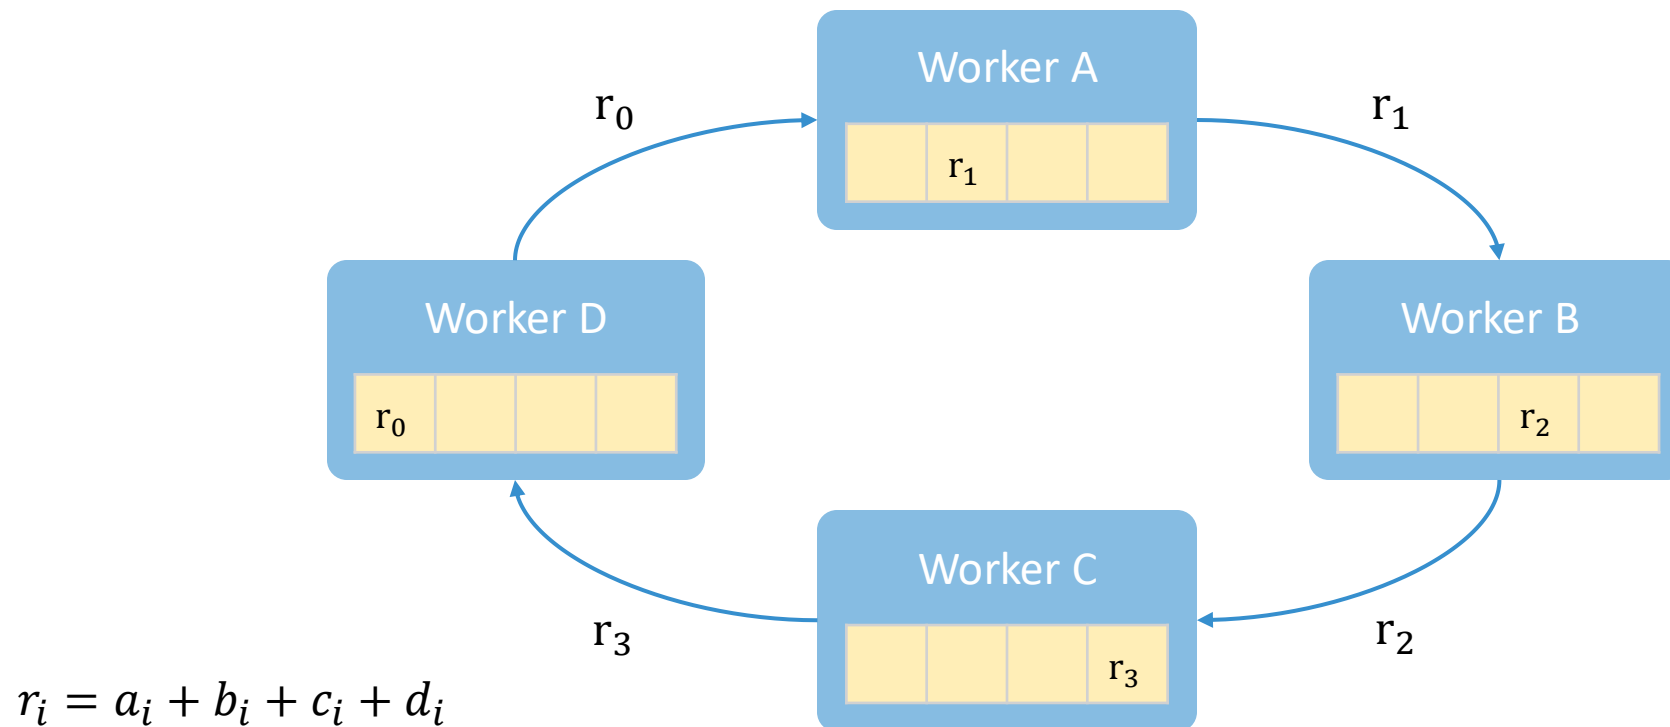 Worker A
r₀
r₁
r₁
Worker D
Worker B
r₀
r₂
Worker C
r₃
r₂
r₃
rᵢ = aᵢ + bᵢ + cᵢ + dᵢ